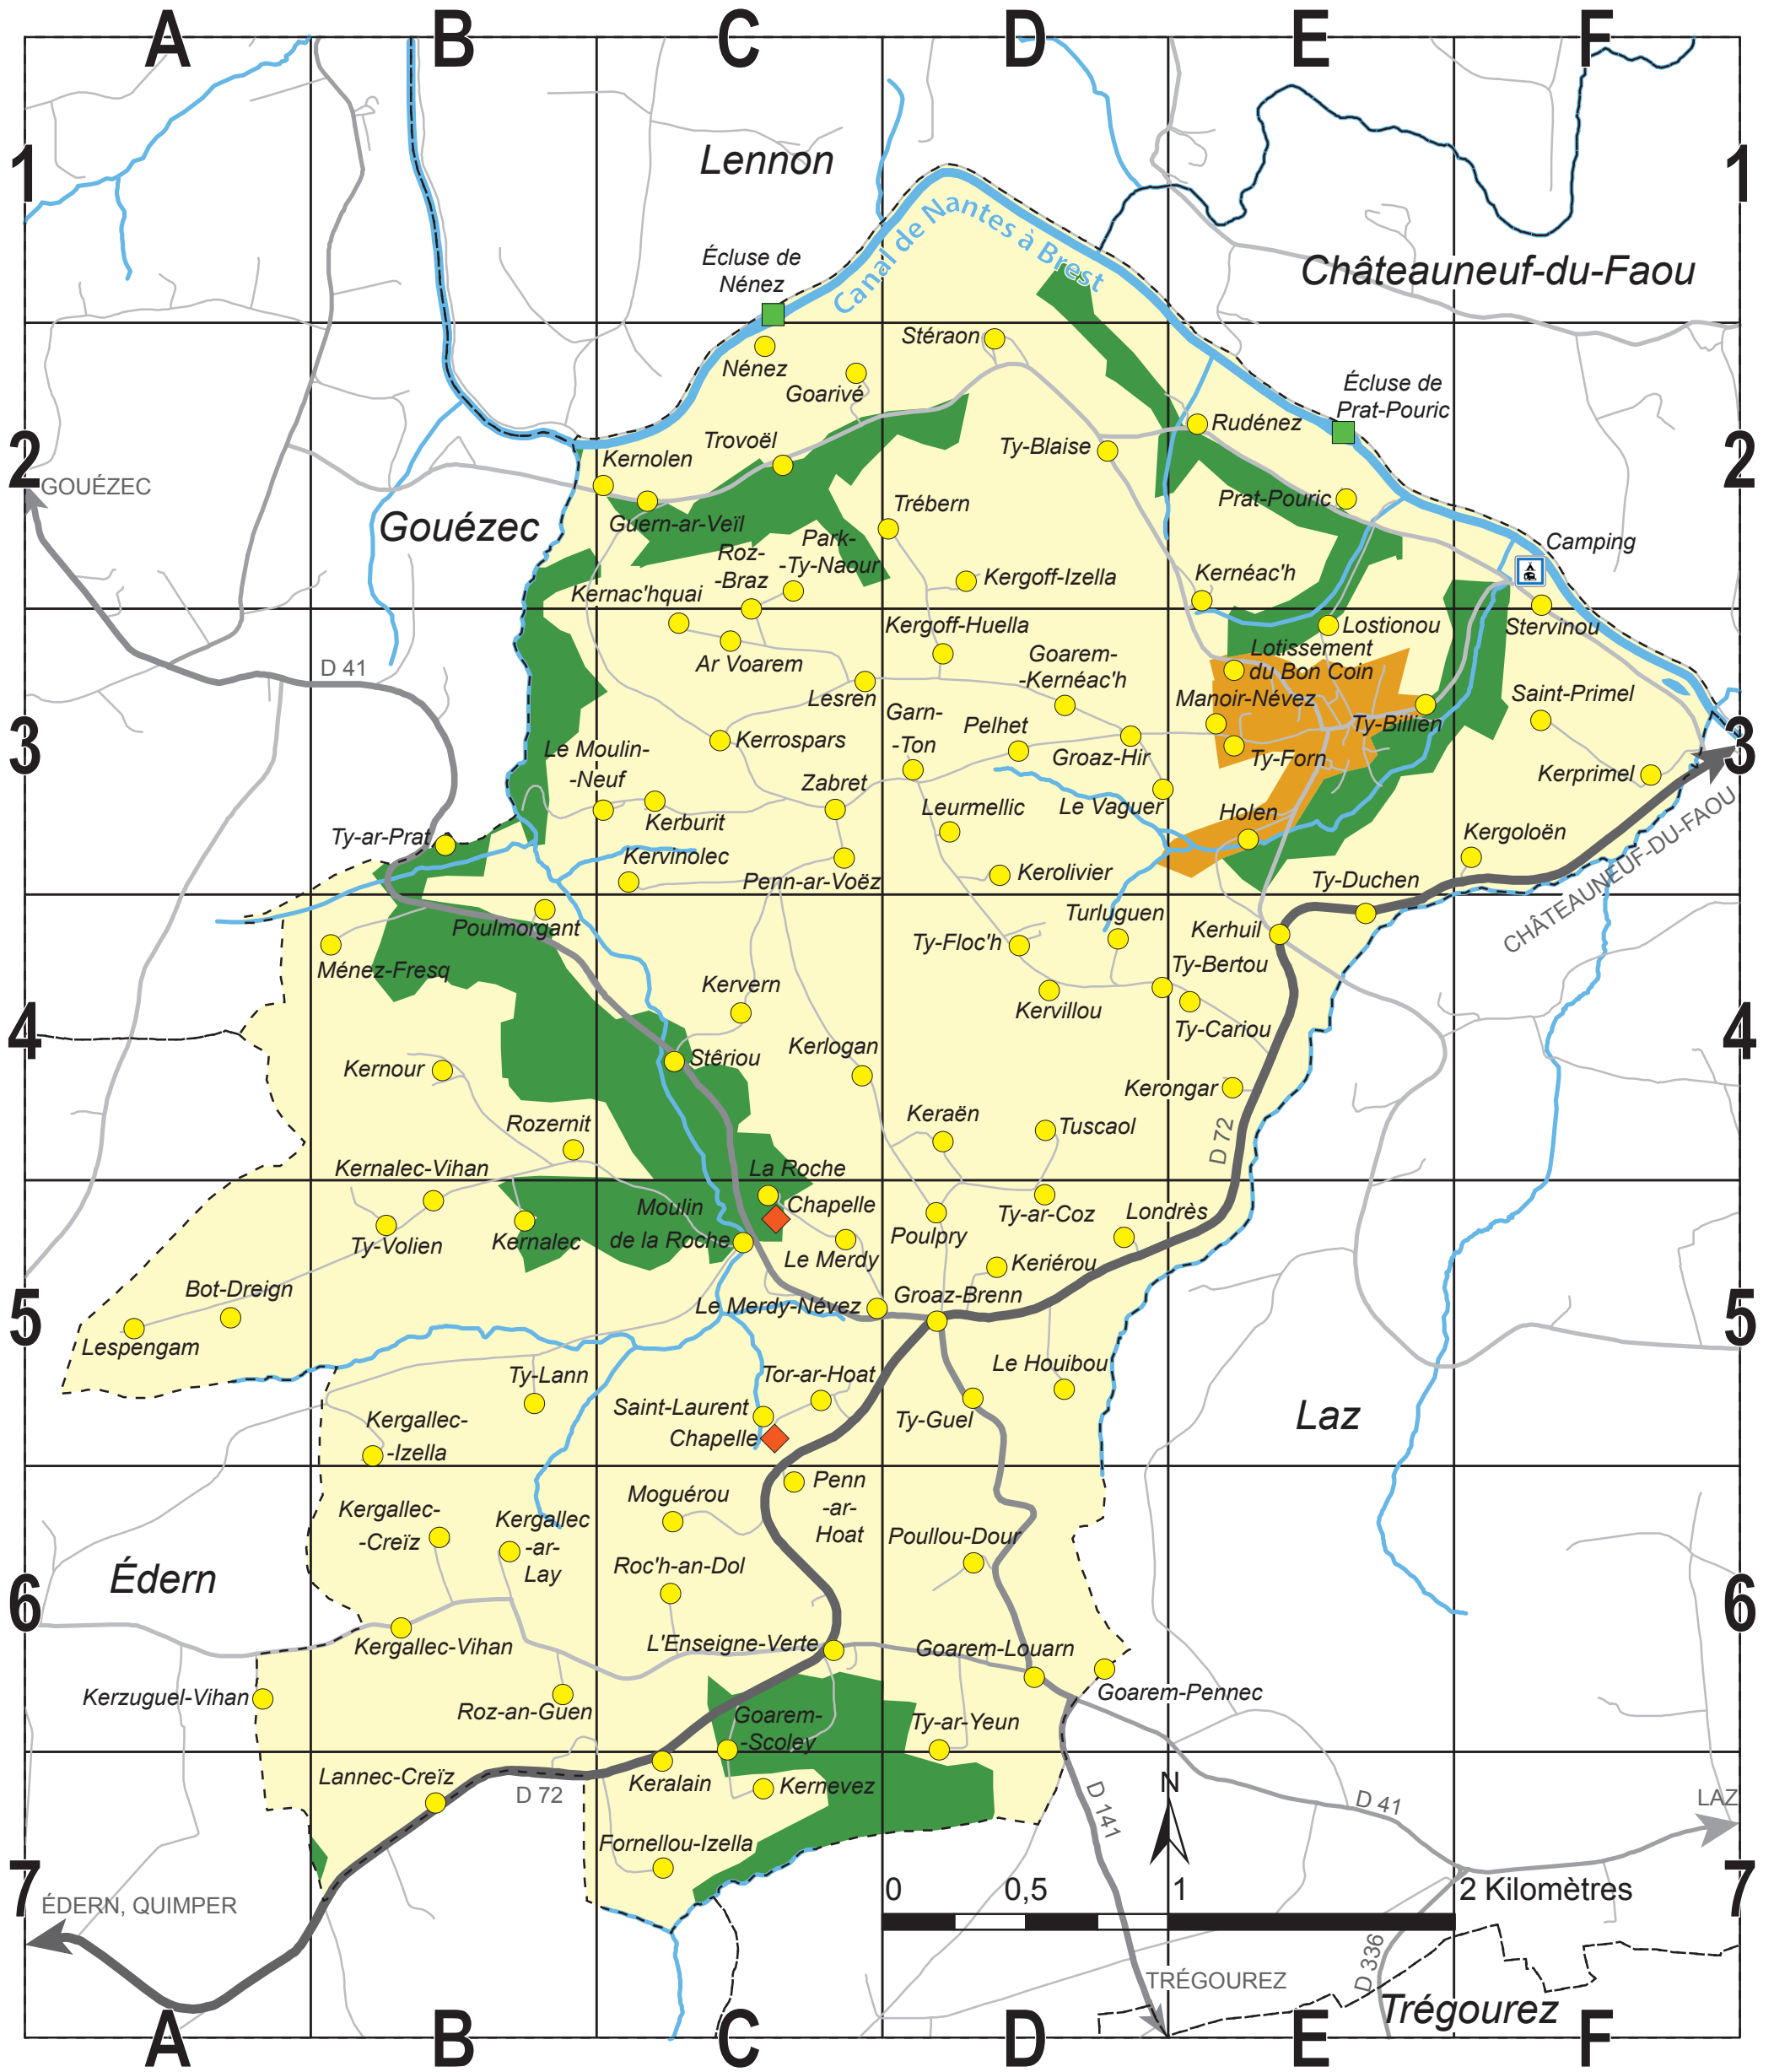 A
B
C
D
E
F
1
Lennon
1
Canal de Nantes à Brest
Écluse de
Nénez
Châteauneuf-du-Faou
Stéraon
Nénez
Goarivé
Écluse de
Prat-Pouric
Rudénez
Trovoël
Ty-Blaise
Kernolen
2
GOUÉZEC
2
Prat-Pouric
Trébern
Gouézec
Guern-ar-Veïl
Park-
-Ty-Naour
Roz-
-Braz
Camping
Kergoff-Izella
Kernéac'h
Kernac'hquai
Kergoff-Huella
Lostionou
Stervinou
Ar Voarem
D 41
Goarem-
-Kernéac'h
Lotissement
du Bon Coin
Lesren
Manoir-Névez
Saint-Primel
Garn-
-Ton
Pelhet
Ty-Billien
3
Kerrospars
3
Le Moulin-
-Neuf
Groaz-Hir
Ty-Forn
Kerprimel
Zabret
Leurmellic
Le Vaguer
Holen
Kerburit
Ty-ar-Prat
Kergoloën
CHÂTEAUNEUF-DU-FAOU
Kervinolec
Penn-ar-Voëz
Kerolivier
Ty-Duchen
Turluguen
Poulmorgant
Ty-Floc'h
Kerhuil
Ménez-Fresq
Ty-Bertou
Kervern
Kervillou
Ty-Cariou
4
4
Kerlogan
Stêriou
Kernour
Kerongar
Keraën
Tuscaol
Rozernit
D 72
Kernalec-Vihan
La Roche
Chapelle
Moulin
de la Roche
Ty-ar-Coz
Londrès
Ty-Volien
Kernalec
Poulpry
Le Merdy
Keriérou
Bot-Dreign
Groaz-Brenn
Le Merdy-Névez
5
5
Lespengam
Le Houibou
Ty-Lann
Tor-ar-Hoat
Saint-Laurent
Chapelle
Ty-Guel
Laz
Kergallec-
-Izella
Penn
-ar-
Hoat
Moguérou
Kergallec-
-Creïz
Kergallec
-ar-
Lay
Poullou-Dour
Roc'h-an-Dol
Édern
6
6
Kergallec-Vihan
L'Enseigne-Verte
Goarem-Louarn
Kerzuguel-Vihan
Roz-an-Guen
Goarem-Pennec
Goarem-
-Scoley
Ty-ar-Yeun
Lannec-Creïz
Keralain
Kernevez
D 72
N
D 141
D 41
LAZ
Fornellou-Izella
7
7
ÉDERN, QUIMPER
0
0,5
1
2 Kilomètres
D 336
TRÉGOUREZ
Trégourez
A
B
C
D
E
F